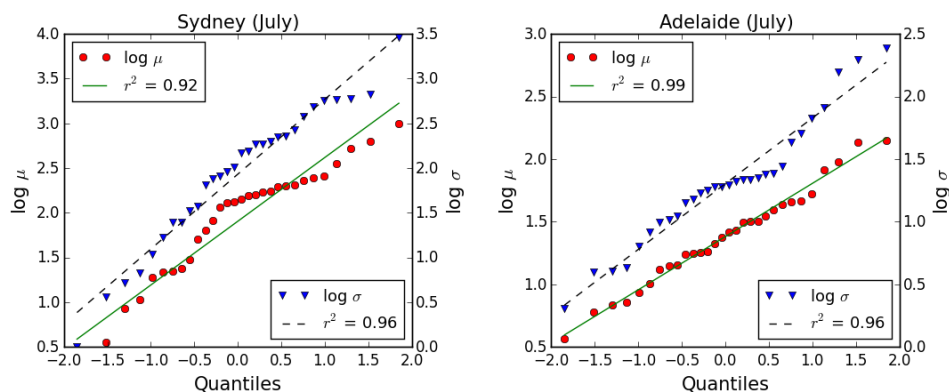 Sydney (July)
4.0
3.5
3.0
2.5
2.0
1.5
1.0
0.5
log μ
log μ
r² = 0.92
log σ
r² = 0.96
3.5
3.0
2.5
2.0
1.5
1.0
0.5
0.0
log σ
−2.0 −1.5 −1.0 −0.5 0.0 0.5 1.0 1.5 2.0
Quantiles
Adelaide (July)
3.0
2.5
2.0
1.5
1.0
0.5
log μ
log μ
r² = 0.99
log σ
r² = 0.96
2.5
2.0
1.5
1.0
0.5
0.0
log σ
−2.0 −1.5 −1.0 −0.5 0.0 0.5 1.0 1.5 2.0
Quantiles